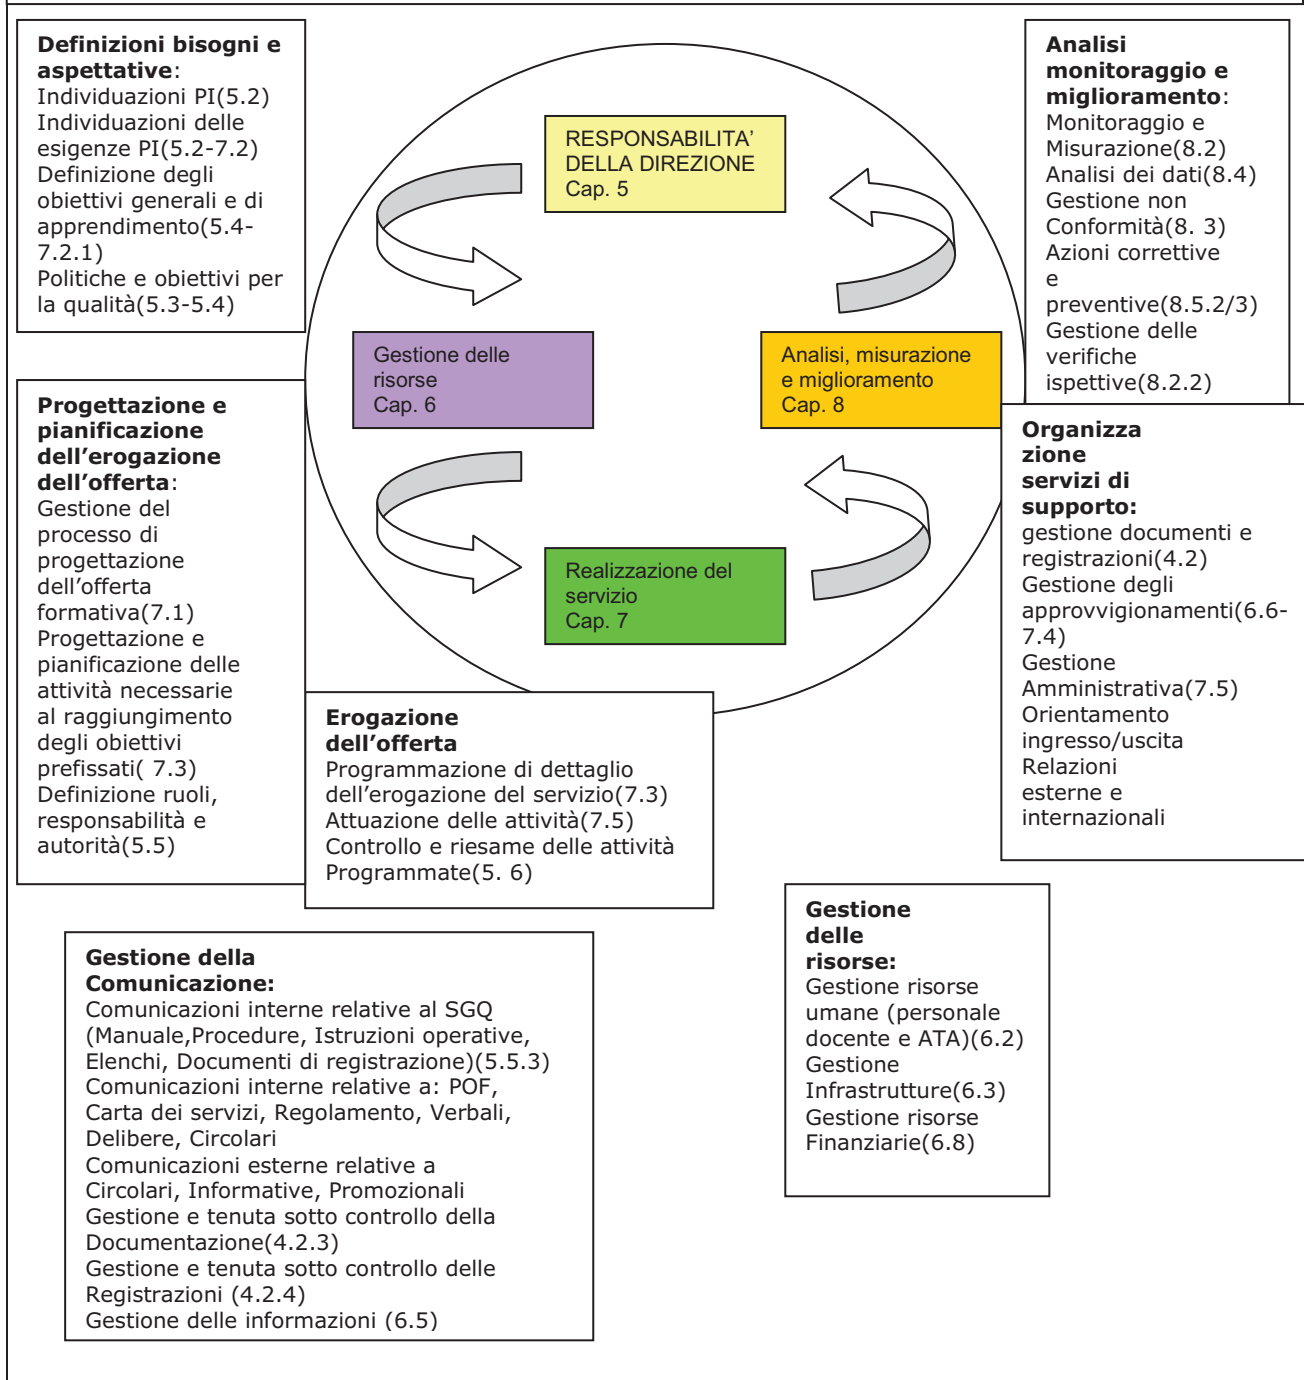 Definizioni bisogni e
aspettative:
Individuazioni PI(5.2)
Individuazioni delle
esigenze PI(5.2-7.2)
Definizione degli
obiettivi generali e di
apprendimento(5.4-
7.2.1)
Politiche e obiettivi per
la qualità(5.3-5.4)
RESPONSABILITA'
DELLA DIREZIONE
Cap. 5
Analisi
monitoraggio e
miglioramento:
Monitoraggio e
Misurazione(8.2)
Analisi dei dati(8.4)
Gestione non
Conformità(8. 3)
Azioni correttive
e
preventive(8.5.2/3)
Gestione delle
verifiche
ispettive(8.2.2)
Gestione delle
risorse
Cap. 6
Analisi, misurazione
e miglioramento
Cap. 8
Progettazione e
pianificazione
dell'erogazione
dell'offerta:
Gestione del
processo di
progettazione
dell'offerta
formativa(7.1)
Progettazione e
pianificazione delle
attività necessarie
al raggiungimento
degli obiettivi
prefissati( 7.3)
Definizione ruoli,
responsabilità e
autorità(5.5)
Realizzazione del
servizio
Cap. 7
Organizza
zione
servizi di
supporto:
gestione documenti e
registrazioni(4.2)
Gestione degli
approvvigionamenti(6.6-
7.4)
Gestione
Amministrativa(7.5)
Orientamento
ingresso/uscita
Relazioni
esterne e
internazionali
Erogazione
dell'offerta
Programmazione di dettaglio
dell'erogazione del servizio(7.3)
Attuazione delle attività(7.5)
Controllo e riesame delle attività
Programmate(5. 6)
Gestione della
Comunicazione:
Comunicazioni interne relative al SGQ
(Manuale,Procedure, Istruzioni operative,
Elenchi, Documenti di registrazione)(5.5.3)
Comunicazioni interne relative a: POF,
Carta dei servizi, Regolamento, Verbali,
Delibere, Circolari
Comunicazioni esterne relative a
Circolari, Informative, Promozionali
Gestione e tenuta sotto controllo della
Documentazione(4.2.3)
Gestione e tenuta sotto controllo delle
Registrazioni (4.2.4)
Gestione delle informazioni (6.5)
Gestione
delle
risorse:
Gestione risorse
umane (personale
docente e ATA)(6.2)
Gestione
Infrastrutture(6.3)
Gestione risorse
Finanziarie(6.8)